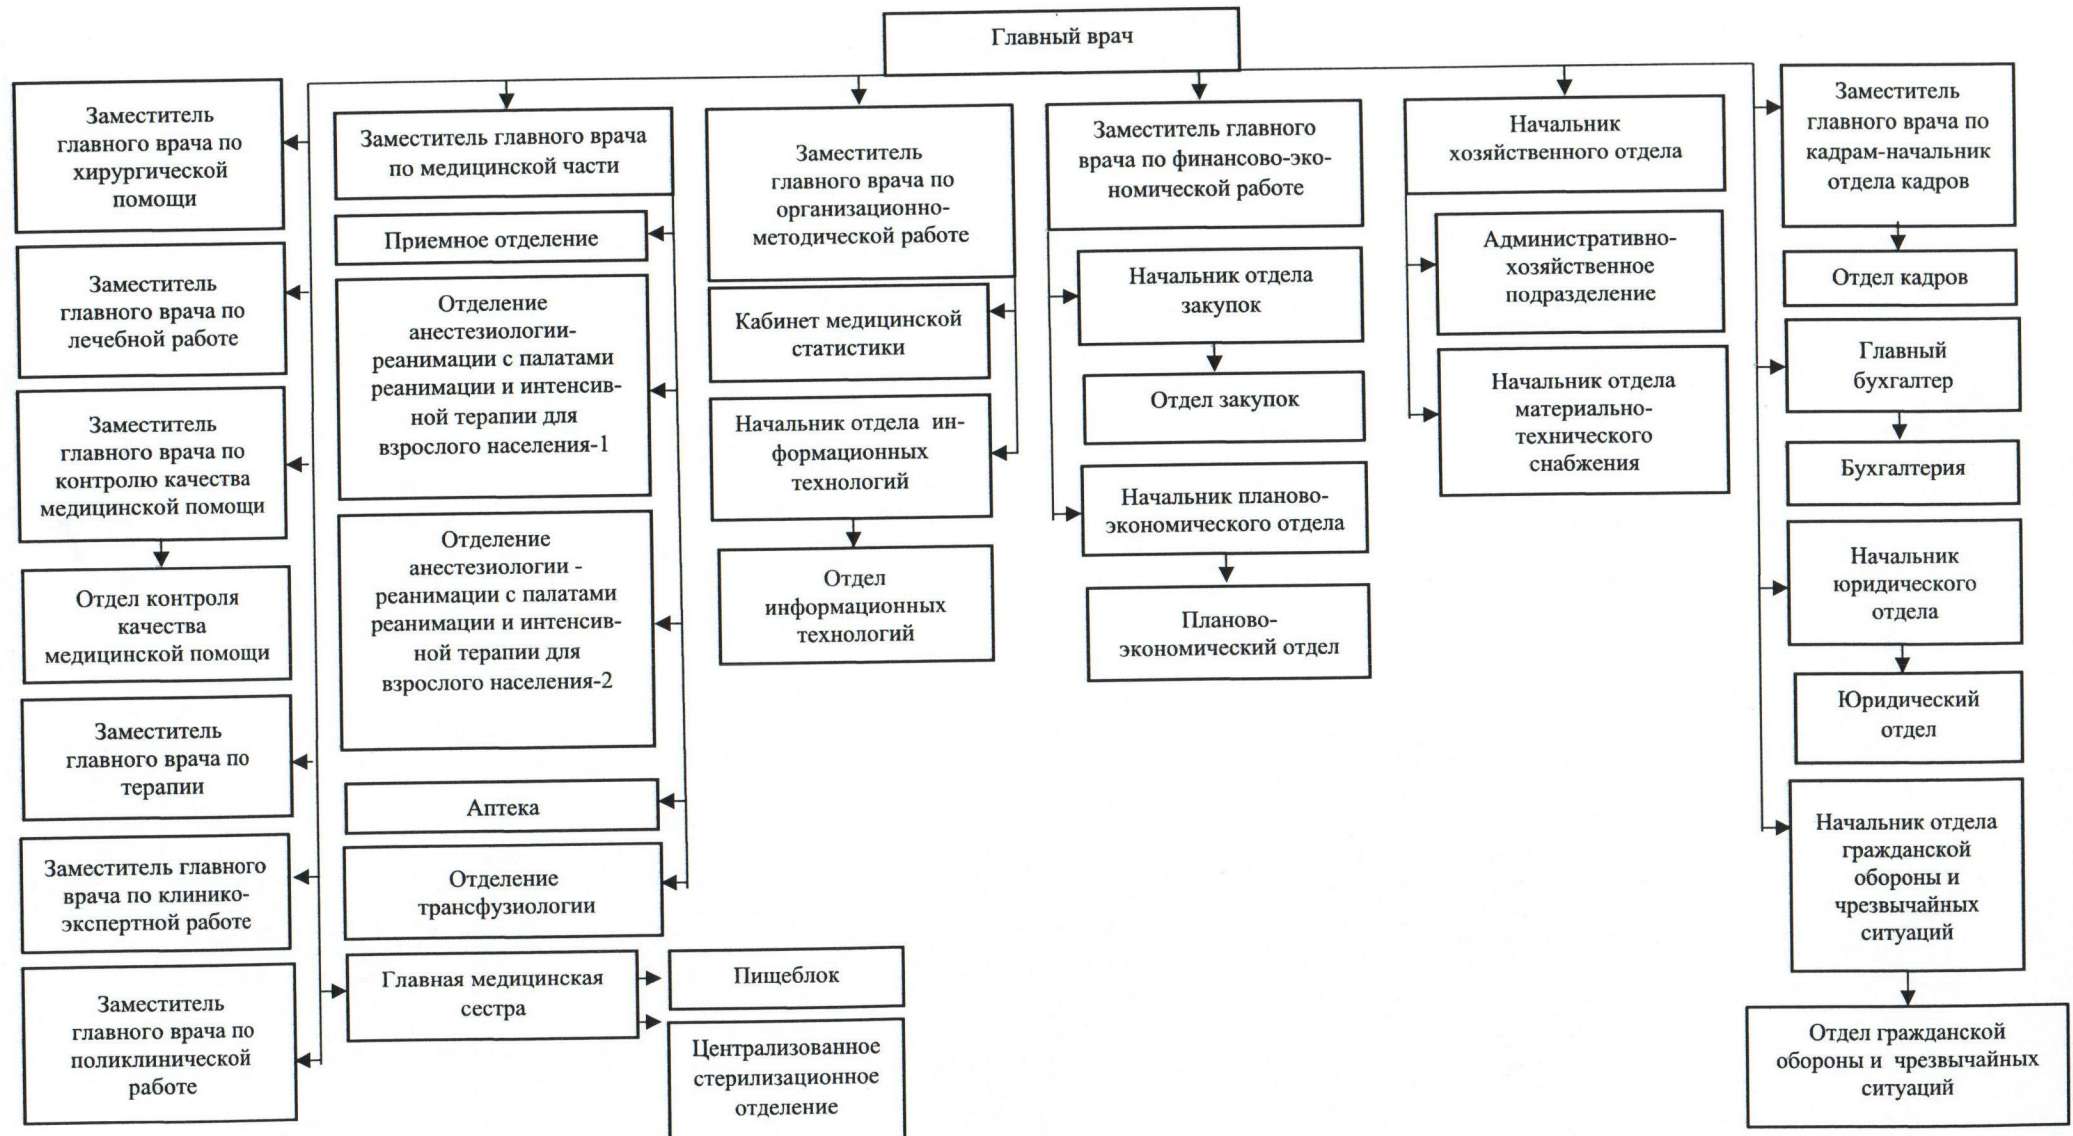 Главный врач
Заместитель
главного врача по
хирургической
помощи
Заместитель
главного врача по
лечебной работе
Заместитель
главного врача по
контролю качества
медицинской помощи
Отдел контроля
качества
медицинской помощи
Заместитель
главного врача по
терапии
Заместитель главного
врача по клинико-
экспертной работе
Заместитель
главного врача по
поликлинической
работе
Заместитель главного врача
по медицинской части
Приемное отделение
Отделение
анестезиологии-
реанимации с палатами
реанимации и интенсив-
ной терапии для
взрослого населения-1
Отделение
анестезиологии -
реанимации с палатами
реанимации и интенсив-
ной терапии для
взрослого населения-2
Аптека
Отделение
трансфузиологии
Главная медицинская
сестра
Пищеблок
Централизованное
стерилизационное
отделение
Заместитель
главного врача по
организационно-
методической работе
Кабинет медицинской
статистики
Начальник отдела ин-
формационных
технологий
Отдел
информационных
технологий
Заместитель главного
врача по финансово-эко-
номической работе
Начальник отдела
закупок
Отдел закупок
Начальник планово-
экономического отдела
Планово-
экономический отдел
Начальник
хозяйственного отдела
Административно-
хозяйственное
подразделение
Начальник отдела
материально-
технического
снабжения
Заместитель
главного врача по
кадрам-начальник
отдела кадров
Отдел кадров
Главный
бухгалтер
Бухгалтерия
Начальник
юридического
отдела
Юридический
отдел
Начальник отдела
гражданской
обороны и
чрезвычайных
ситуаций
Отдел гражданской
обороны и чрезвычайных
ситуаций